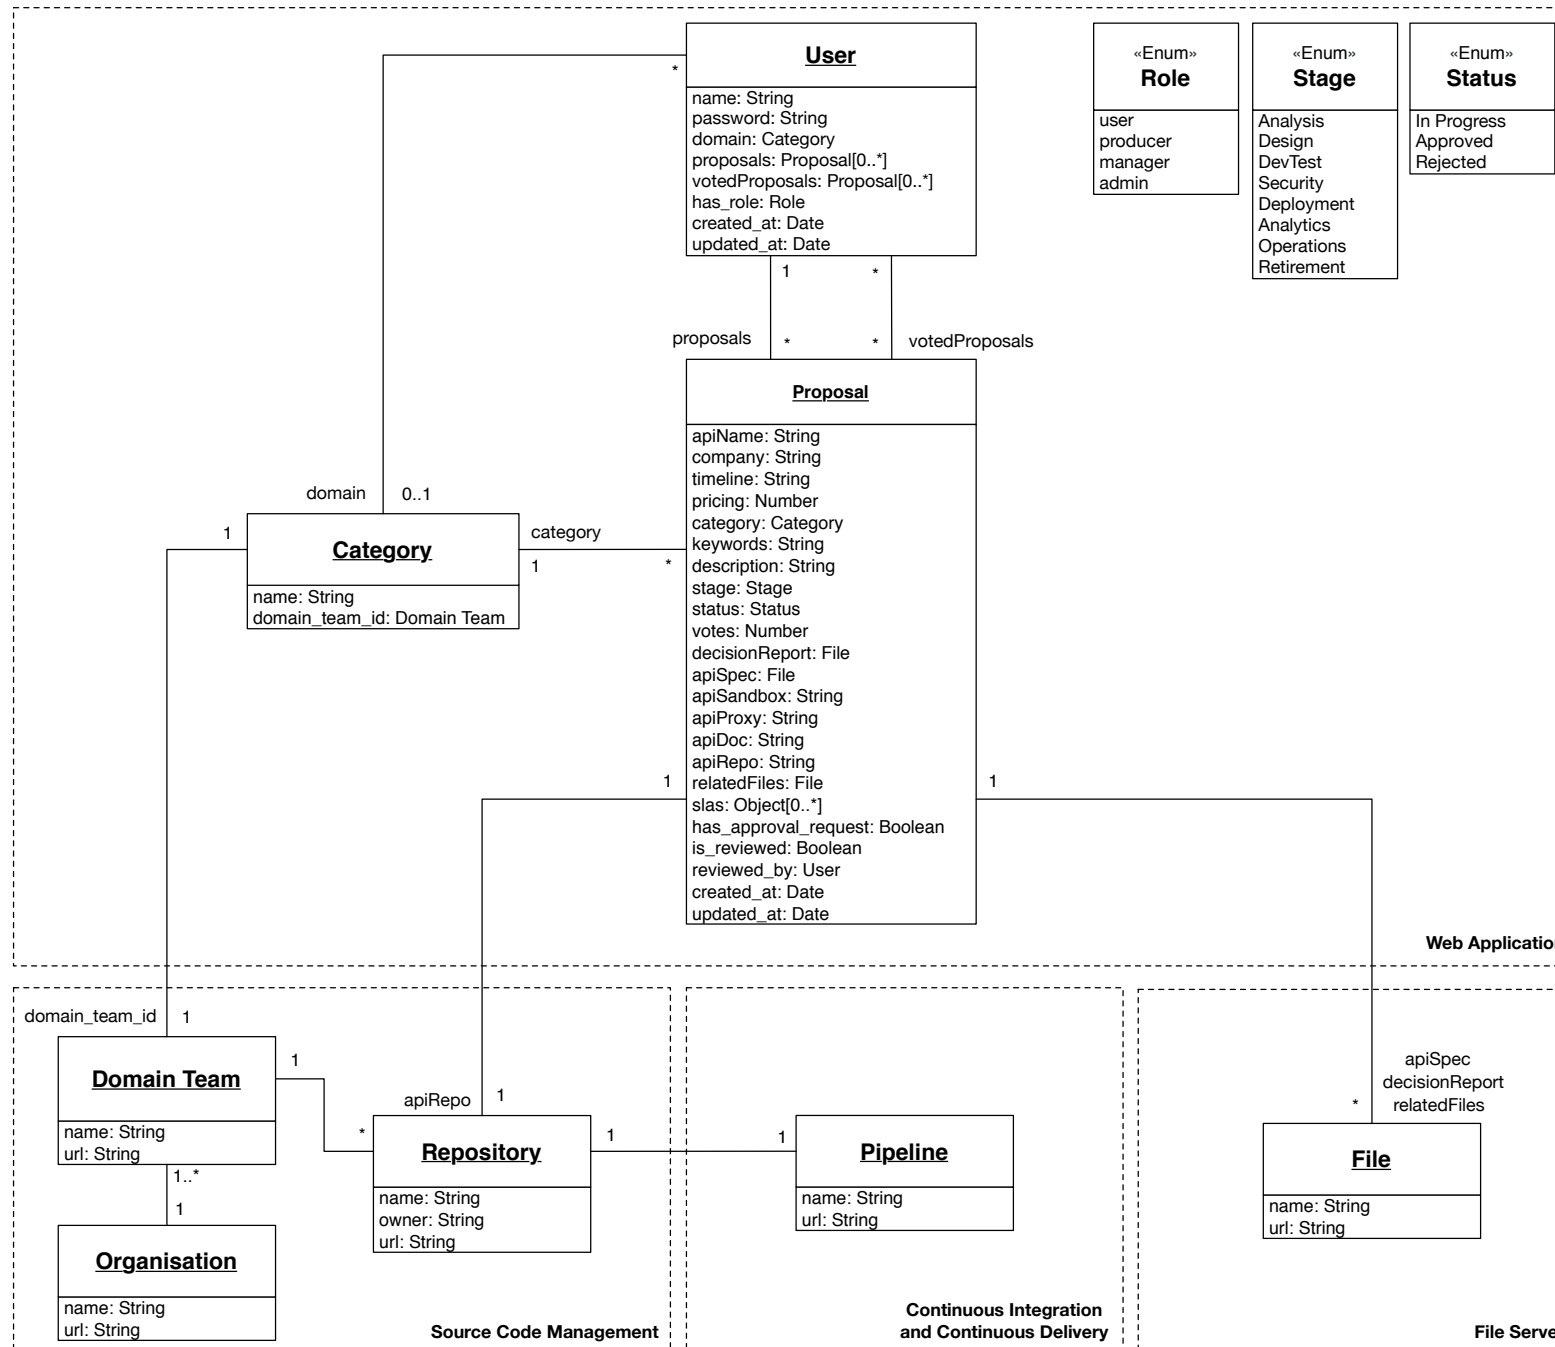 User
name: String
password: String
domain: Category
proposals: Proposal[0..*]
votedProposals: Proposal[0..*]
has_role: Role
created_at: Date
updated_at: Date
«Enum»
Role
user
producer
manager
admin
«Enum»
Stage
Analysis
Design
DevTest
Security
Deployment
Analytics
Operations
Retirement
«Enum»
Status
In Progress
Approved
Rejected
*
1
*
proposals
*
*
votedProposals
Proposal
apiName: String
company: String
timeline: String
pricing: Number
category: Category
keywords: String
description: String
stage: Stage
status: Status
votes: Number
decisionReport: File
apiSpec: File
apiSandbox: String
apiProxy: String
apiDoc: String
apiRepo: String
relatedFiles: File
slas: Object[0..*]
has_approval_request: Boolean
is_reviewed: Boolean
reviewed_by: User
created_at: Date
updated_at: Date
domain
0..1
1
Category
name: String
domain_team_id: Domain Team
category
1
*
1
1
Web Application
domain_team_id
1
Domain Team
name: String
url: String
1
*
1..*
1
Organisation
name: String
url: String
apiRepo
1
Repository
name: String
owner: String
url: String
1
Source Code Management
1
Pipeline
name: String
url: String
Continuous Integration
and Continuous Delivery
apiSpec
decisionReport
relatedFiles
*
File
name: String
url: String
File Serve